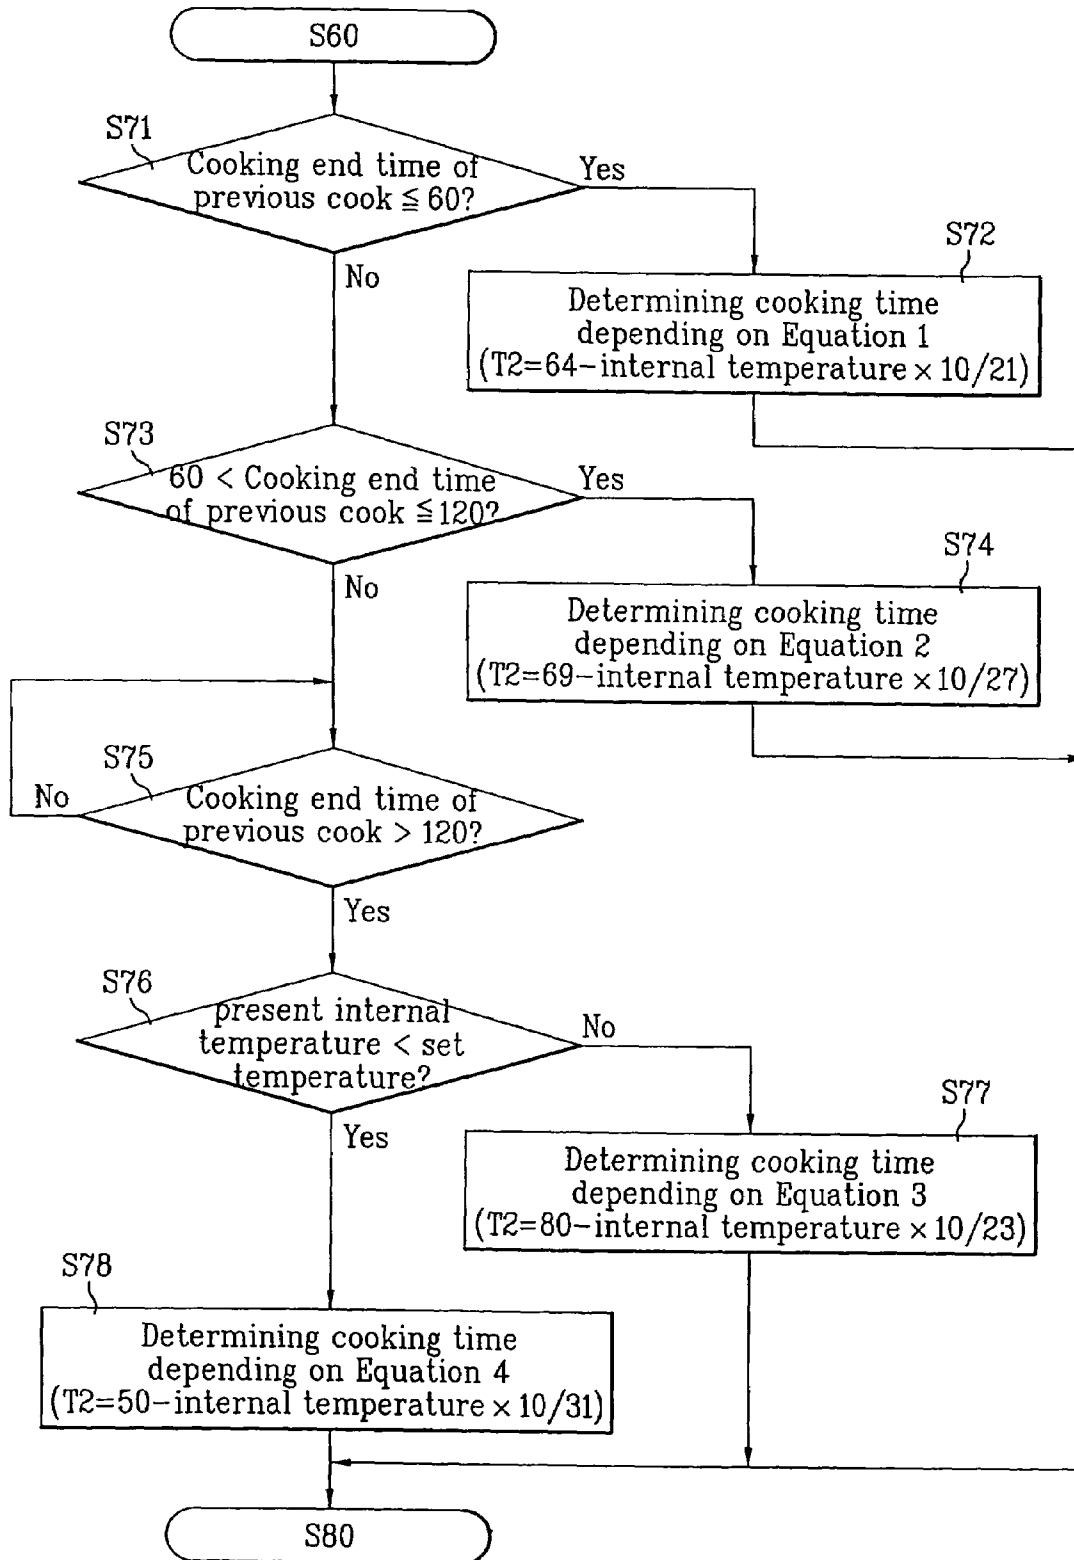 S60
S71
Cooking end time of
previous cook ≦ 60?
Yes
No
S72
Determining cooking time
depending on Equation 1
(T2=64-internal temperature × 10/21)
S73
60 < Cooking end time
of previous cook ≦120?
Yes
No
S74
Determining cooking time
depending on Equation 2
(T2=69-internal temperature ×10/27)
S75
Cooking end time of
previous cook > 120?
No
Yes
S76
present internal
temperature < set
temperature?
No
Yes
S77
Determining cooking time
depending on Equation 3
(T2=80-internal temperature × 10/23)
S78
Determining cooking time
depending on Equation 4
(T2=50-internal temperature × 10/31)
S80